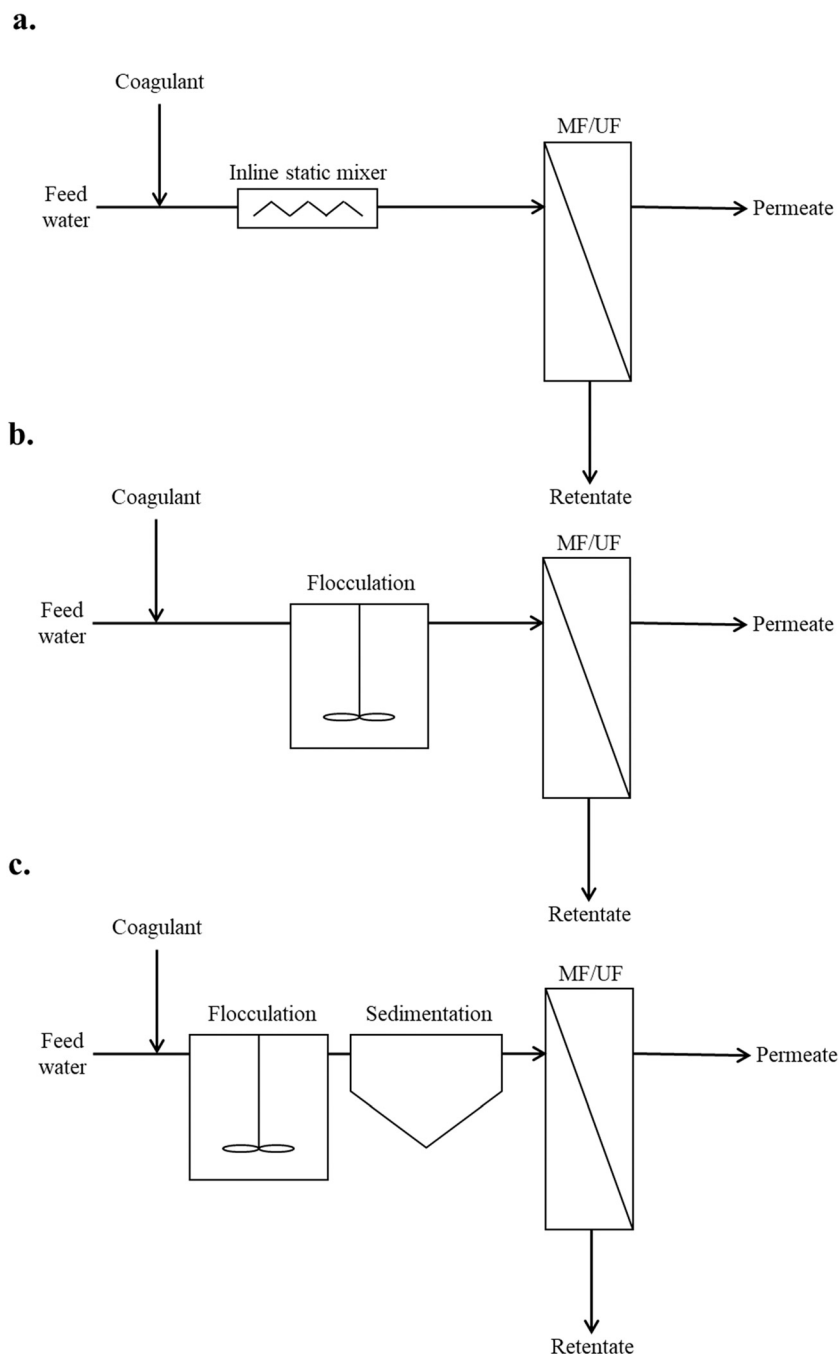 a.
Coagulant
MF/UF
Inline static mixer
Feed
water
Permeate
Retentate
b.
Coagulant
MF/UF
Flocculation
Feed
water
Permeate
Retentate
c.
Coagulant
MF/UF
Flocculation
Sedimentation
Feed
water
Permeate
Retentate